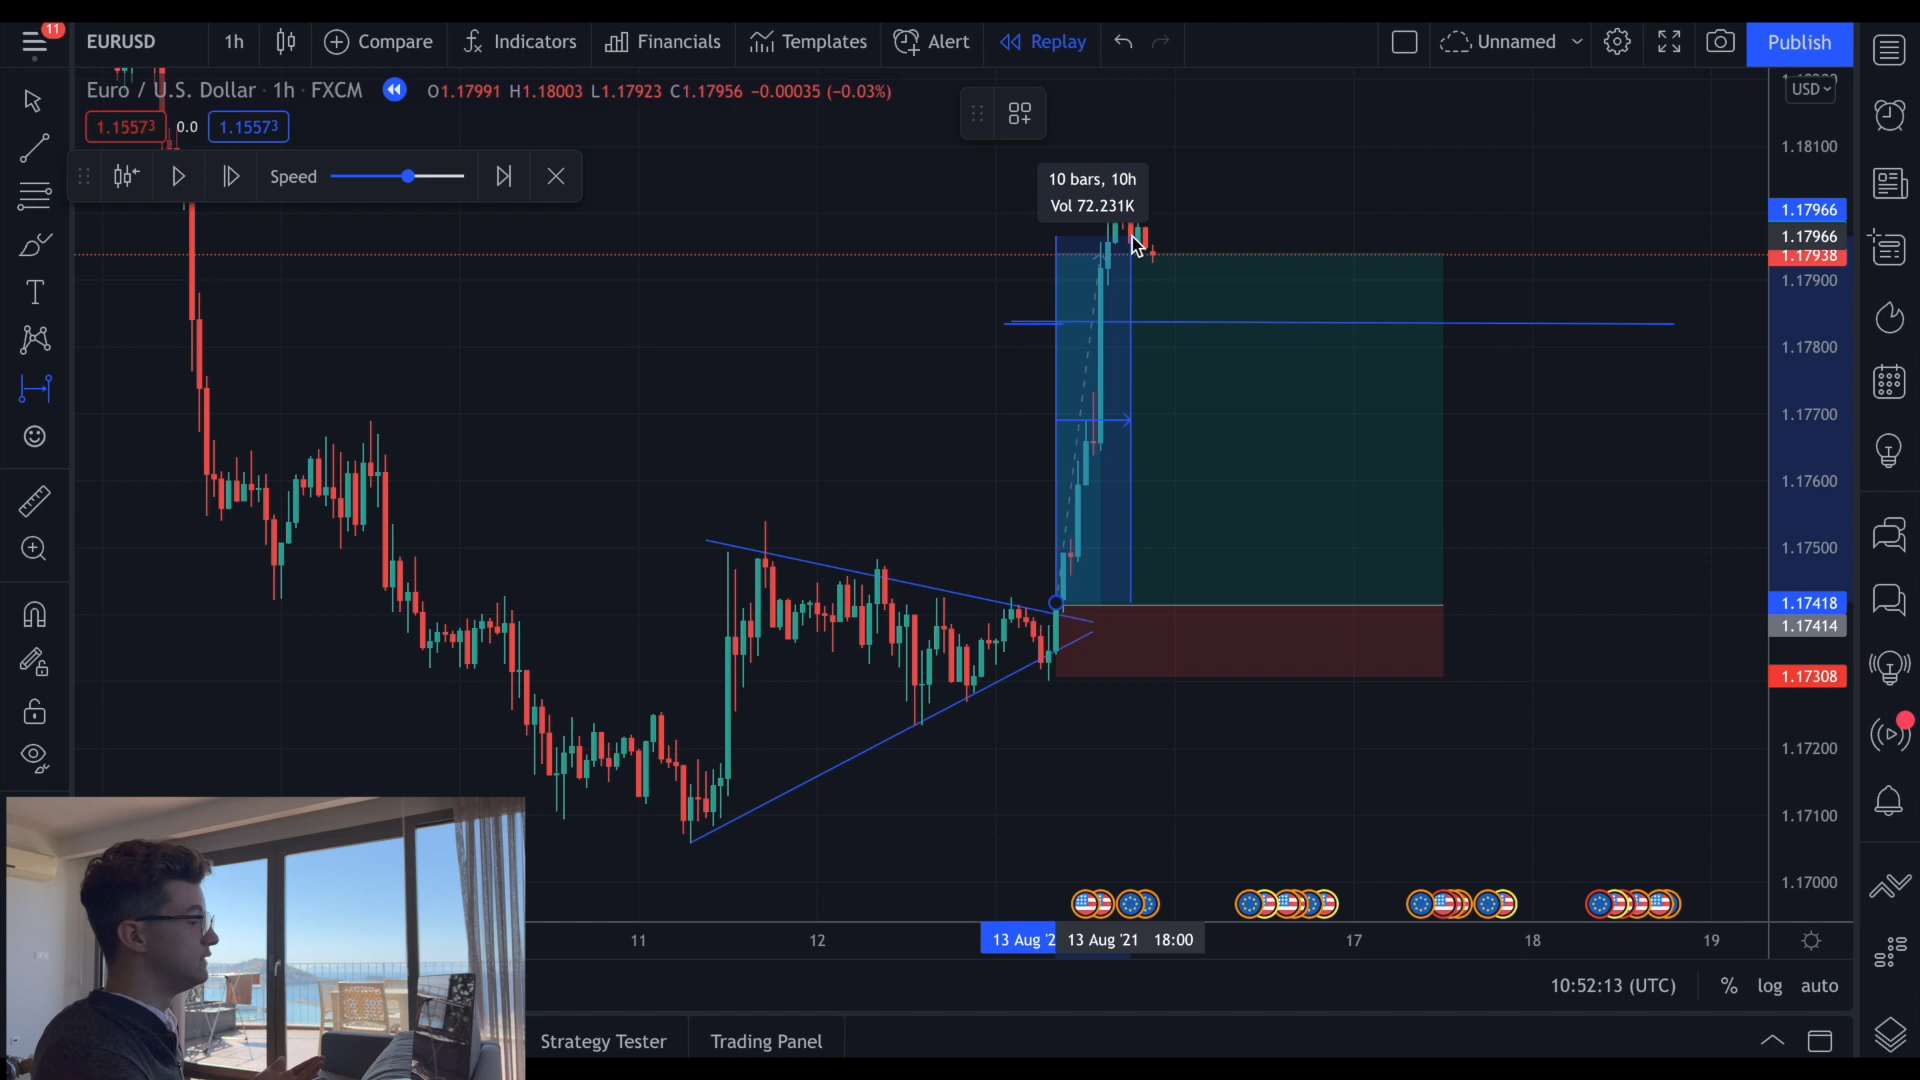 11
EURUSD 1h Compare Indicators Financials Templates Alert Replay Unnamed Publish
Euro / U.S. Dollar · 1h · FXCM O1.17991 H1.18003 L1.17923 C1.17956 −0.00035 (−0.03%)
USD
1.15573 0.0 1.15573
1.18100
Speed
10 bars, 10h
Vol 72.231K
1.17966
1.17966
1.17938
1.17900
1.17800
1.17700
1.17600
1.17500
1.17418
1.17414
1.17308
1.17200
1.17100
1.17000
11 12 13 Aug '2 13 Aug '21 18:00 17 18 19
10:52:13 (UTC) % log auto
Strategy Tester Trading Panel